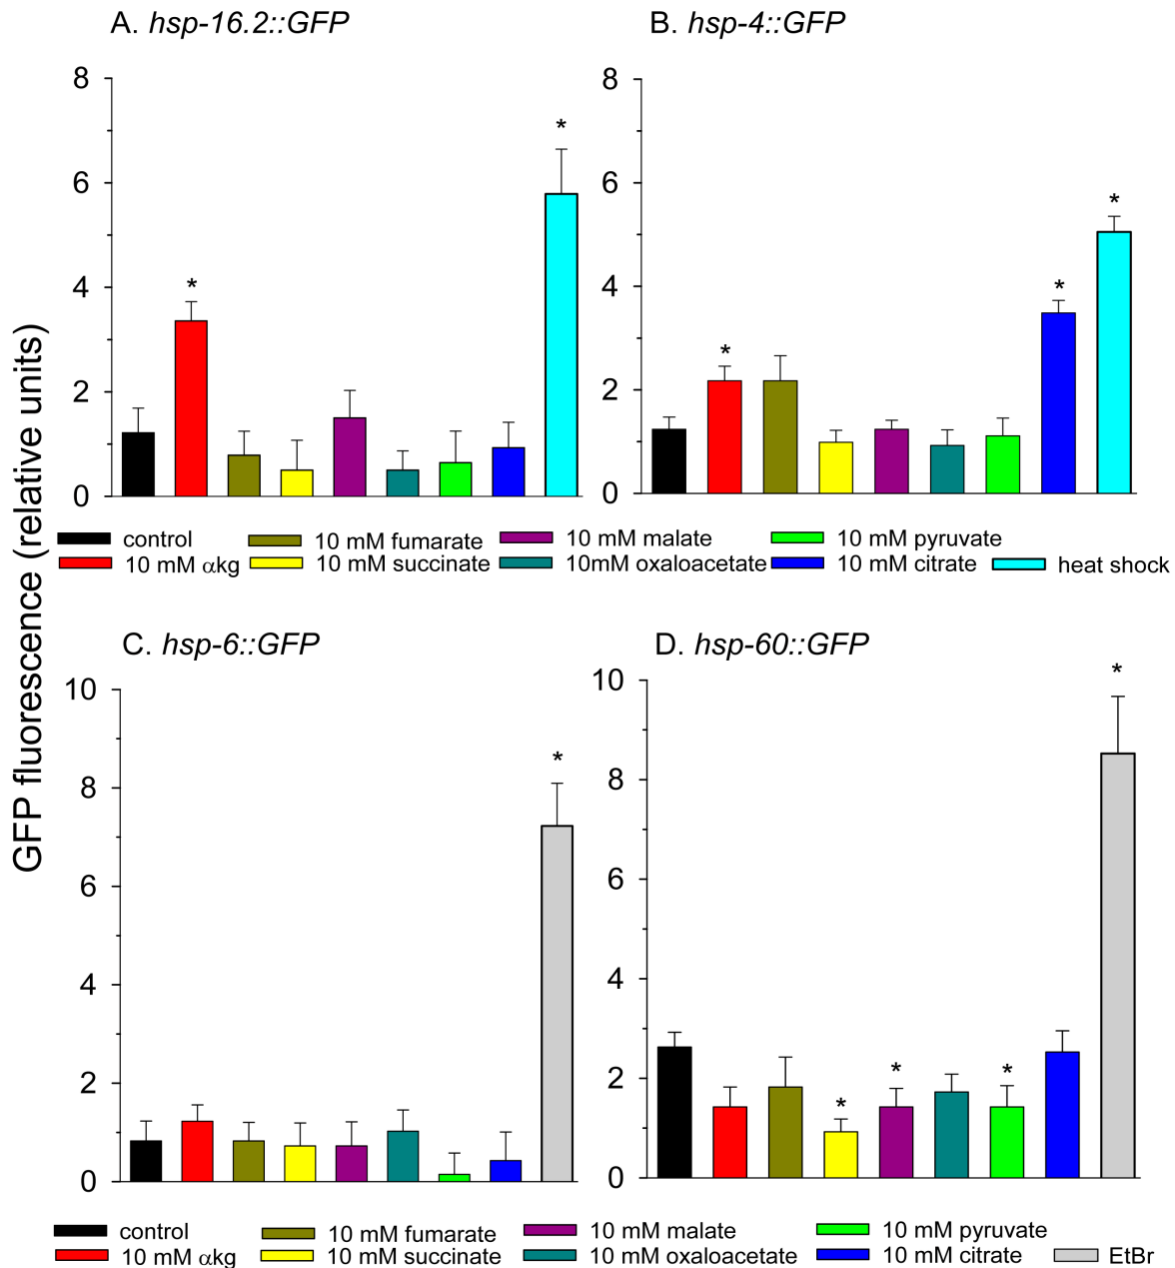 A. hsp-16.2::GFP
B. hsp-4::GFP
GFP fluorescence (relative units)
8
6
4
2
0
*
*
8
6
4
2
0
*
*
*
control
10 mM fumarate
10 mM malate
10 mM pyruvate
10 mM αkg
10 mM succinate
10mM oxaloacetate
10 mM citrate
heat shock
C. hsp-6::GFP
D. hsp-60::GFP
10
8
6
4
2
0
*
10
8
6
4
2
0
*
*
*
*
control
10 mM fumarate
10 mM malate
10 mM pyruvate
10 mM αkg
10 mM succinate
10 mM oxaloacetate
10 mM citrate
EtBr